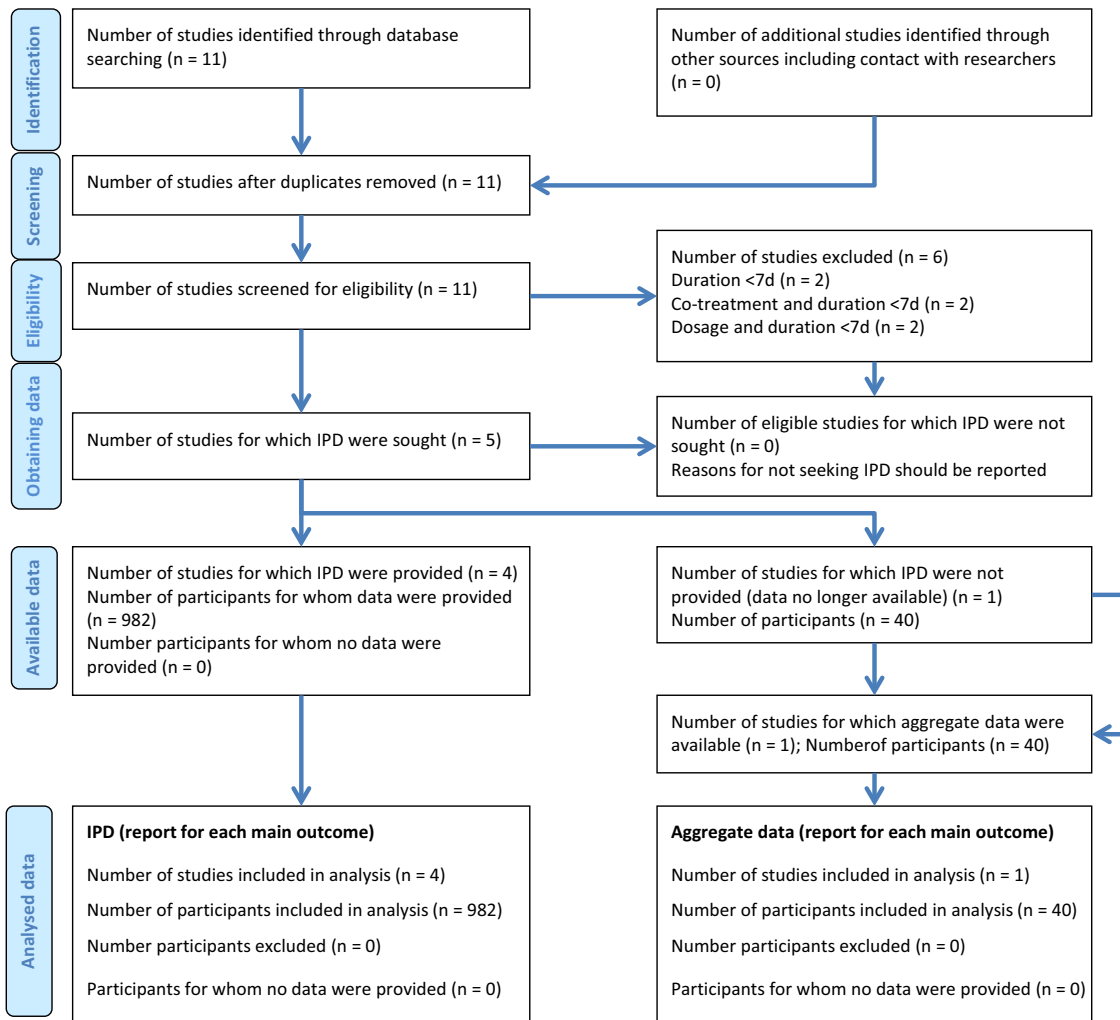 Identification
Number of studies identified through database
searching (n = 11)
Number of additional studies identified through
other sources including contact with researchers
(n = 0)
Screening
Number of studies after duplicates removed (n = 11)
Eligibility
Number of studies screened for eligibility (n = 11)
Number of studies excluded (n = 6)
Duration <7d (n = 2)
Co-treatment and duration <7d (n = 2)
Dosage and duration <7d (n = 2)
Obtaining data
Number of studies for which IPD were sought (n = 5)
Number of eligible studies for which IPD were not
sought (n = 0)
Reasons for not seeking IPD should be reported
Available data
Number of studies for which IPD were provided (n = 4)
Number of participants for whom data were provided
(n = 982)
Number participants for whom no data were
provided (n = 0)
Number of studies for which IPD were not
provided (data no longer available) (n = 1)
Number of participants (n = 40)
Number of studies for which aggregate data were
available (n = 1); Numberof participants (n = 40)
Analysed data
IPD (report for each main outcome)
Number of studies included in analysis (n = 4)
Number of participants included in analysis (n = 982)
Number participants excluded (n = 0)
Participants for whom no data were provided (n = 0)
Aggregate data (report for each main outcome)
Number of studies included in analysis (n = 1)
Number of participants included in analysis (n = 40)
Number participants excluded (n = 0)
Participants for whom no data were provided (n = 0)